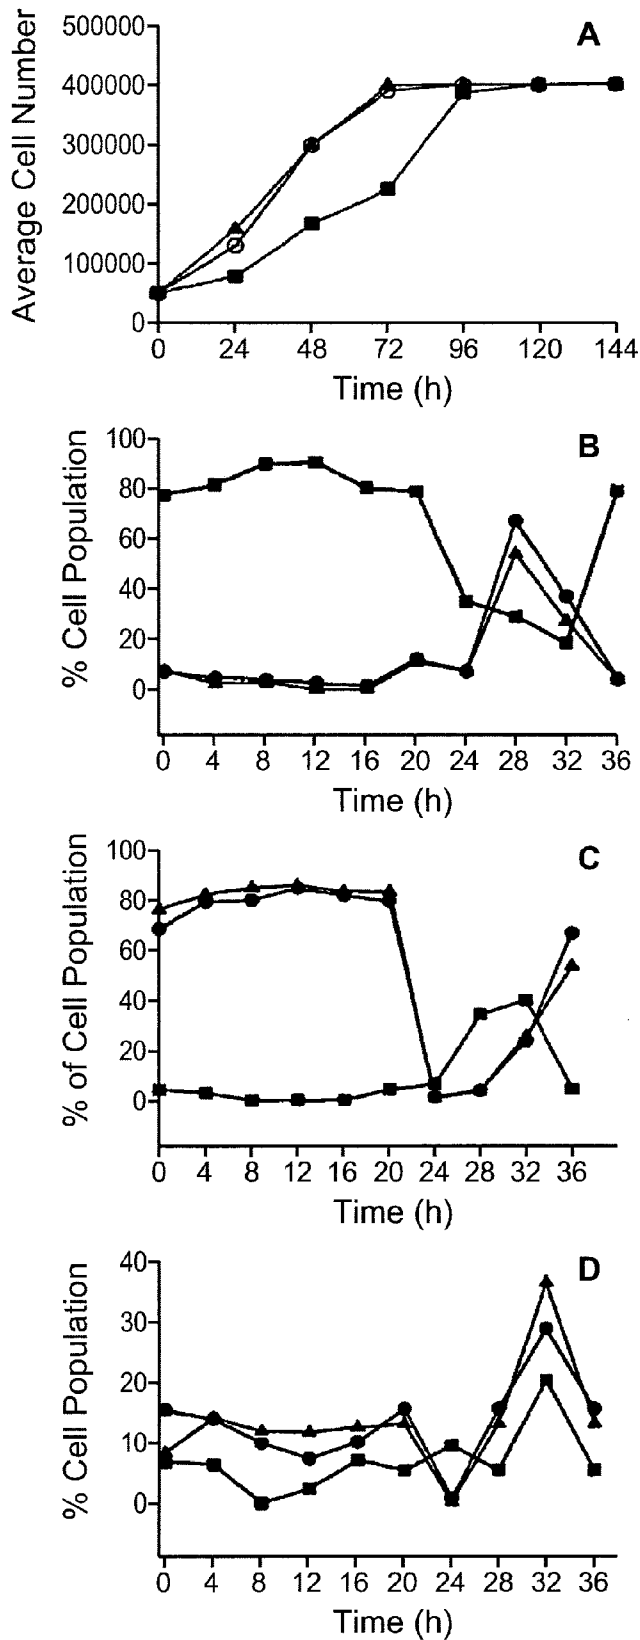 A
Average Cell Number
500000
400000
300000
200000
100000
0
0 24 48 72 96 120 144
Time (h)
B
% Cell Population
100
80
60
40
20
0
0 4 8 12 16 20 24 28 32 36
Time (h)
C
% of Cell Population
100
80
60
40
20
0
0 4 8 12 16 20 24 28 32 36
Time (h)
D
% Cell Population
40
30
20
10
0
0 4 8 12 16 20 24 28 32 36
Time (h)